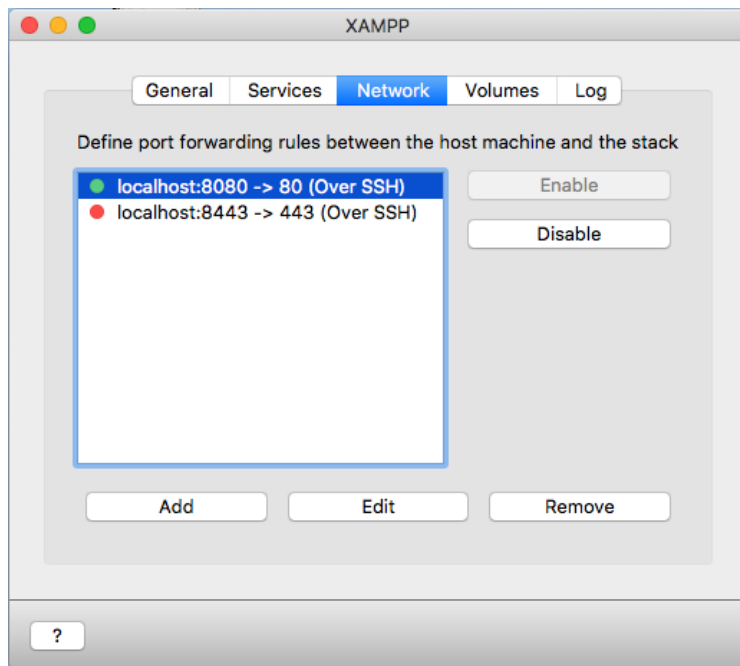 XAMPP
General Services Network Volumes Log
Define port forwarding rules between the host machine and the stack
localhost:8080 -> 80 (Over SSH)
localhost:8443 -> 443 (Over SSH)
Enable
Disable
Add Edit Remove
?